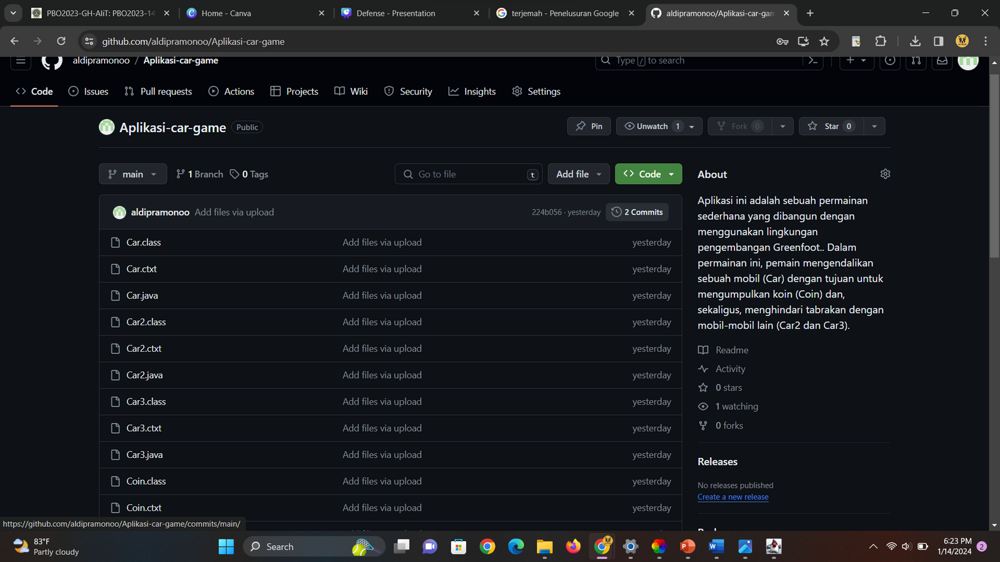 PBO2023-GH-AliT: PBO2023-14
Home - Canva
Defense - Presentation
terjemah - Penelusuran Google
aldipramonoo/Aplikasi-car-gam
github.com/aldipramonoo/Aplikasi-car-game
aldipramonoo / Aplikasi-car-game
Type / to search
Code
Issues
Pull requests
Actions
Projects
Wiki
Security
Insights
Settings
Aplikasi-car-game Public
Pin
Unwatch 1
Fork 0
Star 0
main
1 Branch
0 Tags
Go to file t
Add file
Code
aldipramonoo Add files via upload 224b056 · yesterday 2 Commits
Car.class Add files via upload yesterday
Car.ctxt Add files via upload yesterday
Car.java Add files via upload yesterday
Car2.class Add files via upload yesterday
Car2.ctxt Add files via upload yesterday
Car2.java Add files via upload yesterday
Car3.class Add files via upload yesterday
Car3.ctxt Add files via upload yesterday
Car3.java Add files via upload yesterday
Coin.class Add files via upload yesterday
Coin.ctxt Add files via upload yesterday
About
Aplikasi ini adalah sebuah permainan
sederhana yang dibangun dengan
menggunakan lingkungan
pengembangan Greenfoot.. Dalam
permainan ini, pemain mengendalikan
sebuah mobil (Car) dengan tujuan untuk
mengumpulkan koin (Coin) dan,
sekaligus, menghindari tabrakan dengan
mobil-mobil lain (Car2 dan Car3).
Readme
Activity
0 stars
1 watching
0 forks
Releases
No releases published
Create a new release
https://github.com/aldipramonoo/Aplikasi-car-game/commits/main/
83°F
Partly cloudy
Search
6:23 PM
1/14/2024
2